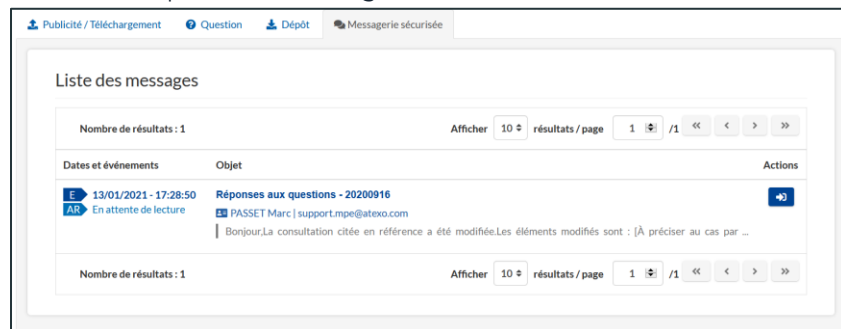 Publicité / Téléchargement Question Dépôt Messagerie sécurisée
Liste des messages
Nombre de résultats : 1 Afficher 10 résultats / page 1 /1 « ‹ › »
Dates et événements Objet Actions
E 13/01/2021 - 17:28:50 Réponses aux questions - 20200916
AR En attente de lecture PASSET Marc | support.mpe@atexo.com
Bonjour,La consultation citée en référence a été modifiée.Les éléments modifiés sont : [À préciser au cas par ...
Nombre de résultats : 1 Afficher 10 résultats / page 1 /1 « ‹ › »